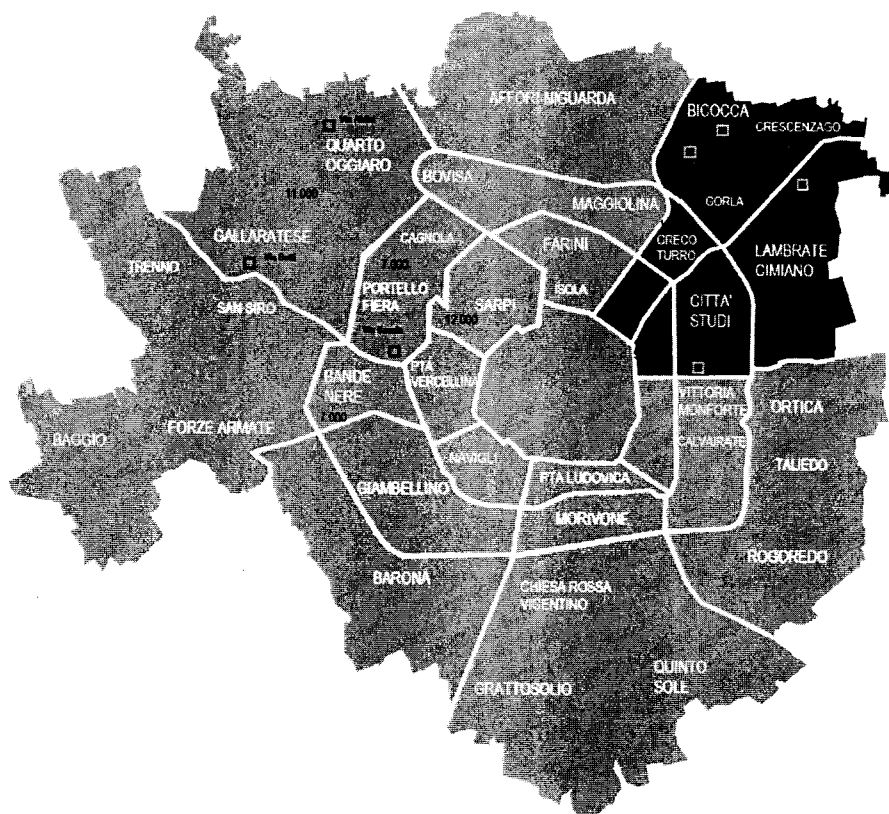 AFFORI NIGUARDA
BICOCCA
CRESCENZAGO
QUARTO
OGGIARO
BOVISA
11.000
MAGGIOLINA
GORLA
GALLARATESE
CAGNOLA
FARINI
GRECO
TURRO
LAMBRATE
CIMIANO
TRENNO
7.000
PORTELLO
FIERA
ISOLA
SAN SIRO
SARPI
CITTA'
STUDI
12.000
PTA
VERCELLINA
BANDE
NERE
VITTORIA
MONFORTE
ORTICA
7.000
BAGGIO
FORZE ARMATE
CALVAIRATE
NAVIGLI
TALIEDO
GIAMBELLINO
PTA LUDOVICA
MORIVONE
ROGOREDO
BARONA
CHIESA ROSSA
VIGENTINO
QUINTO
SOLE
GRATTOSOLIO